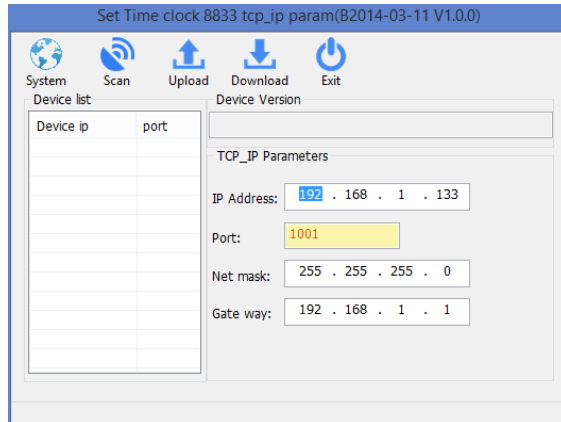 Set Time clock 8833 tcp_ip param(B2014-03-11 V1.0.0)
System Scan Upload Download Exit
Device list
Device ip port
Device Version
TCP_IP Parameters
IP Address: 192 . 168 . 1 . 133
Port: 1001
Net mask: 255 . 255 . 255 . 0
Gate way: 192 . 168 . 1 . 1